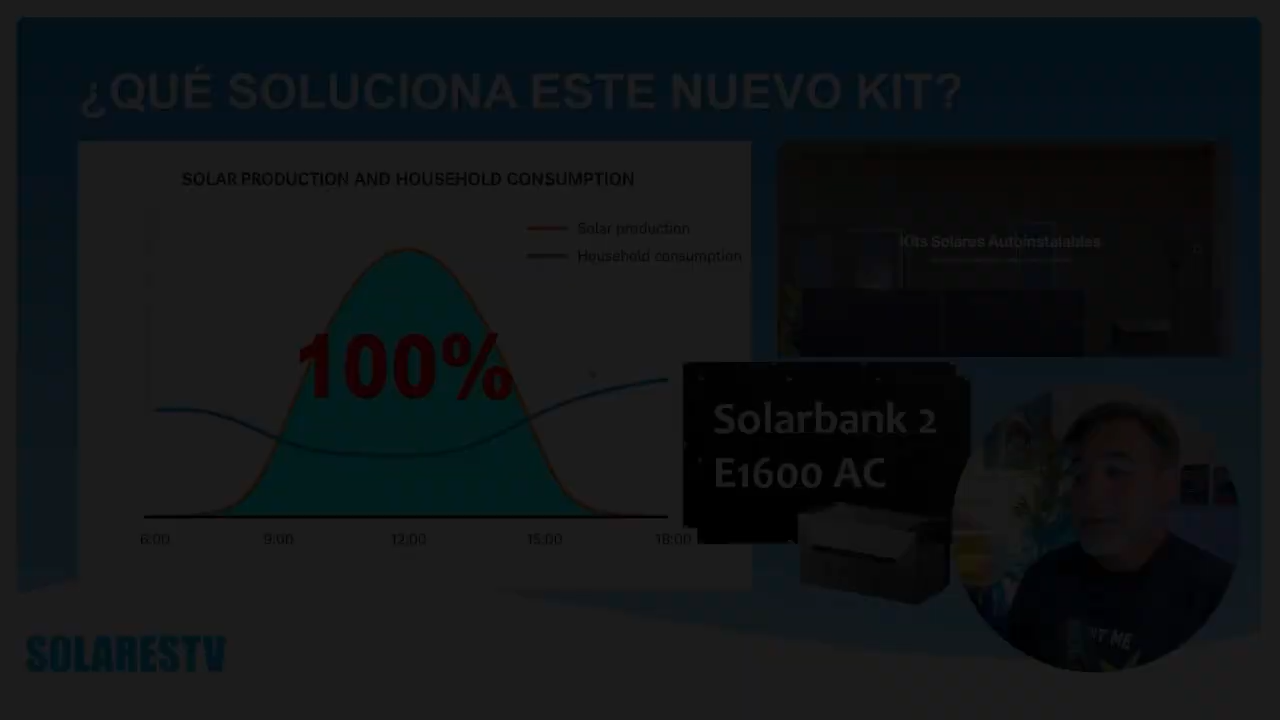 ¿QUÉ SOLUCIONA ESTE NUEVO KIT?
SOLAR PRODUCTION AND HOUSEHOLD CONSUMPTION
Solar production
Household consumption
100%
6:00
9:00
12:00
15:00
18:00
Kits Solares Autoinstalables
Solarbank 2
E1600 AC
SOLARESTV